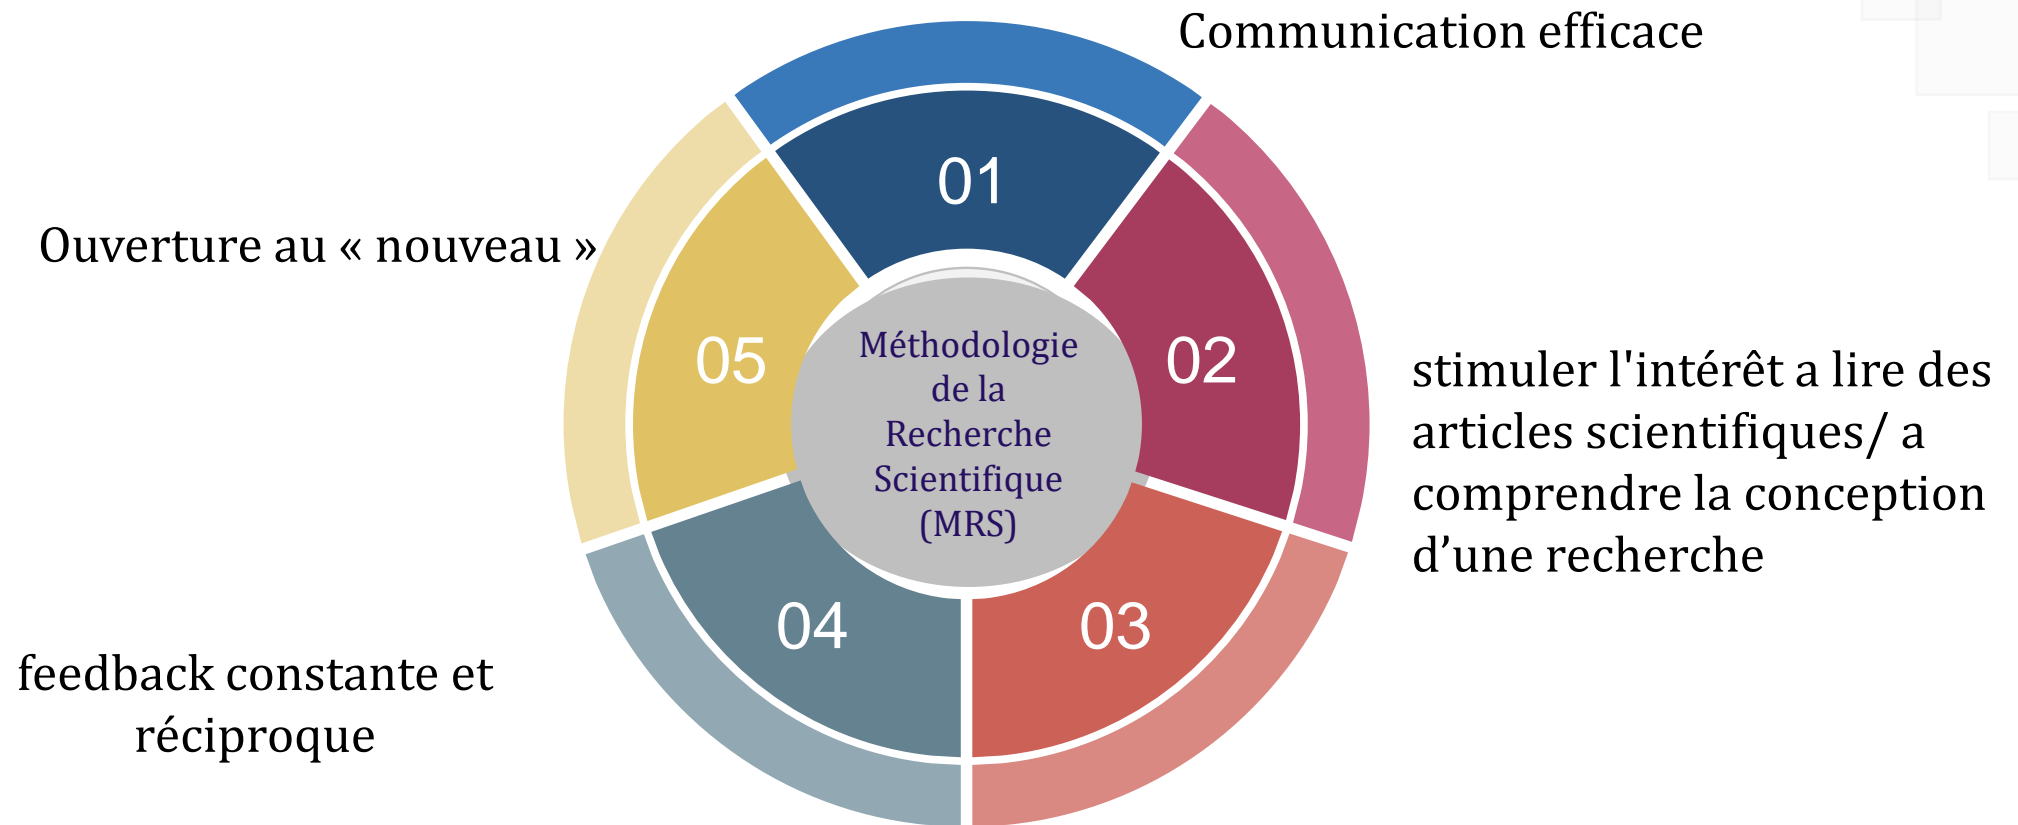 Communication efficace
01
Ouverture au « nouveau »
05
02
Méthodologie
de la
Recherche
Scientifique
(MRS)
stimuler l'intérêt a lire des
articles scientifiques/ a
comprendre la conception
d’une recherche
04
03
feedback constante et
réciproque